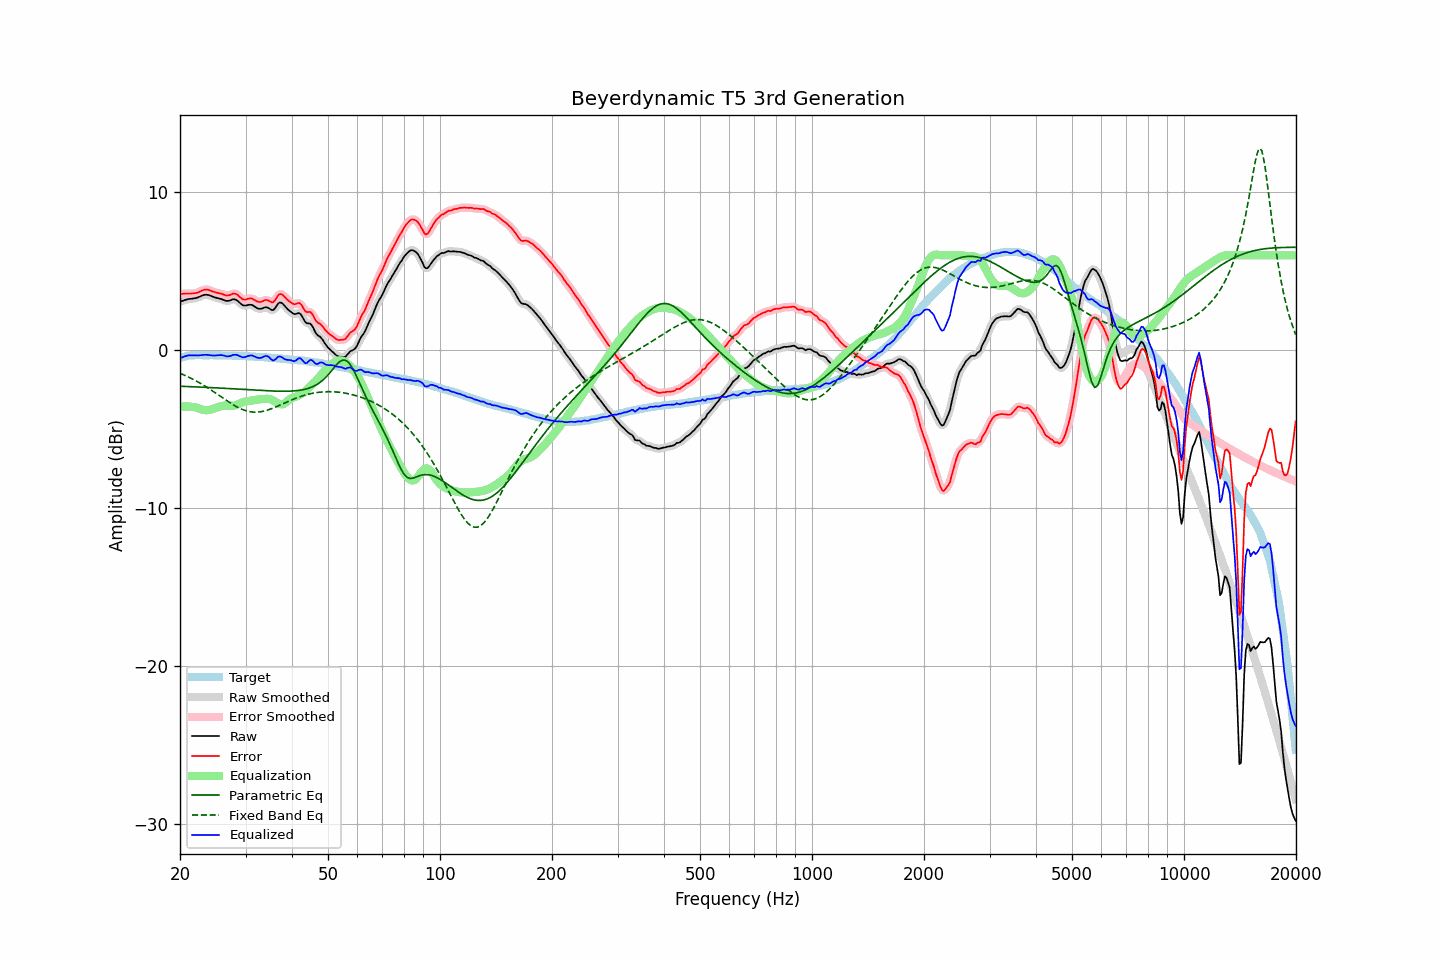 Beyerdynamic T5 3rd Generation
Amplitude (dBr)
10
0
−10
−20
−30
Target
Raw Smoothed
Error Smoothed
Raw
Error
Equalization
Parametric Eq
Fixed Band Eq
Equalized
20 50 100 200 500 1000 2000 5000 10000 20000
Frequency (Hz)